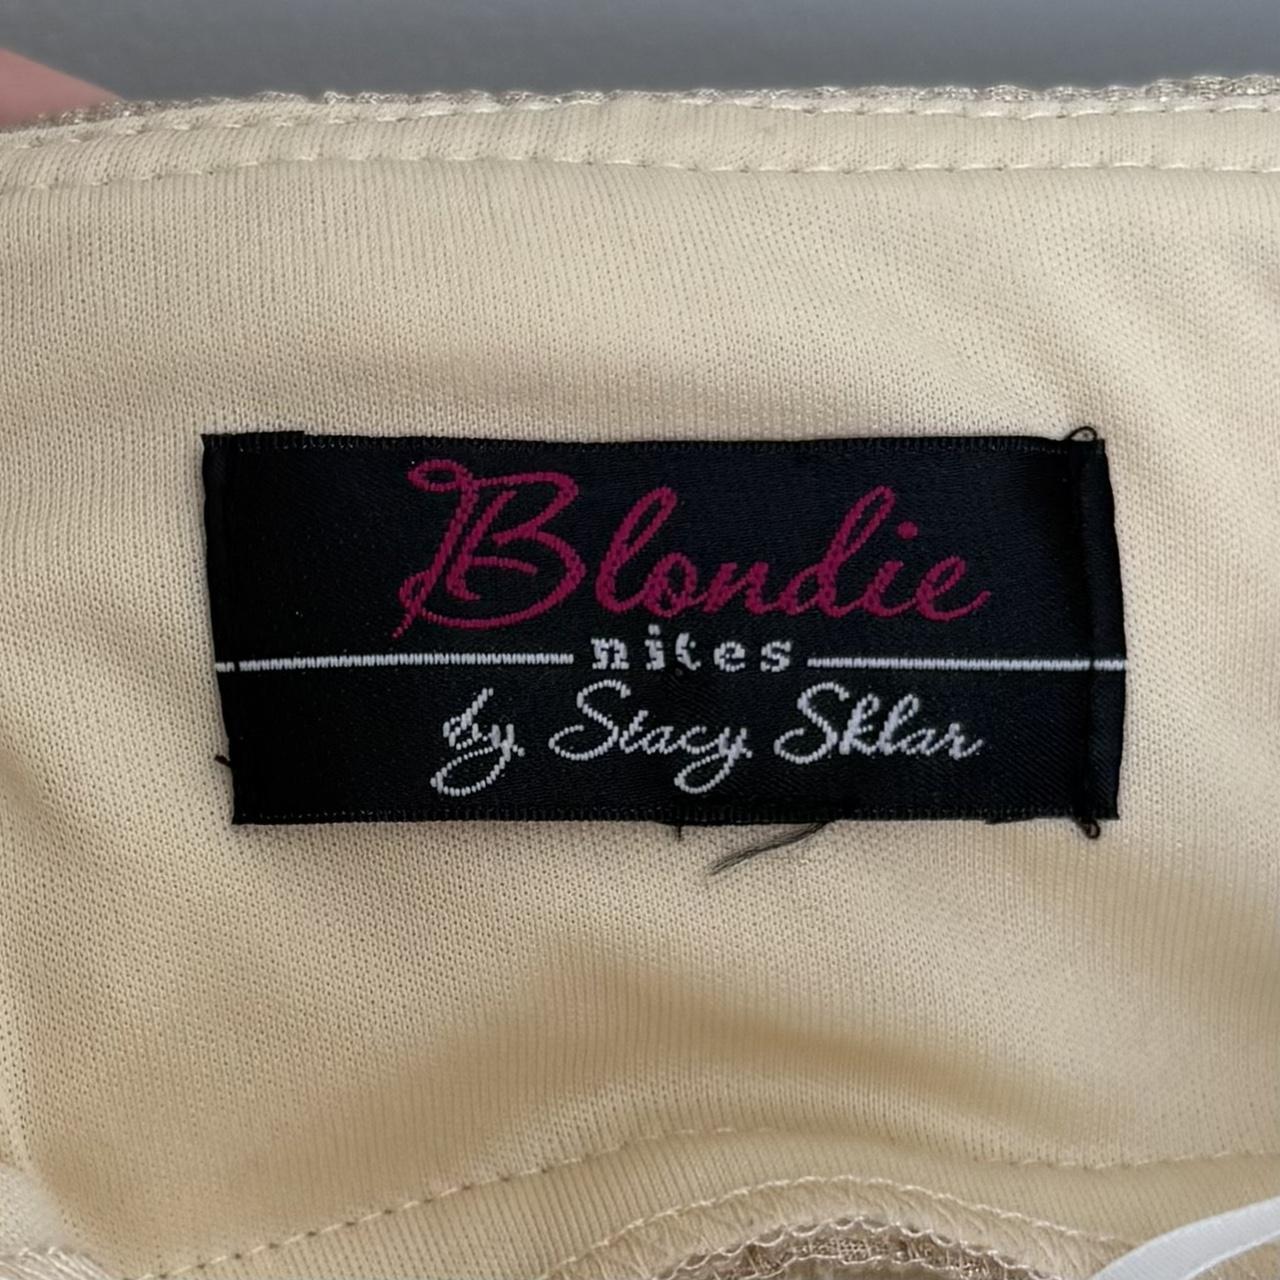 Blondie
nites
by Stacy Sklar